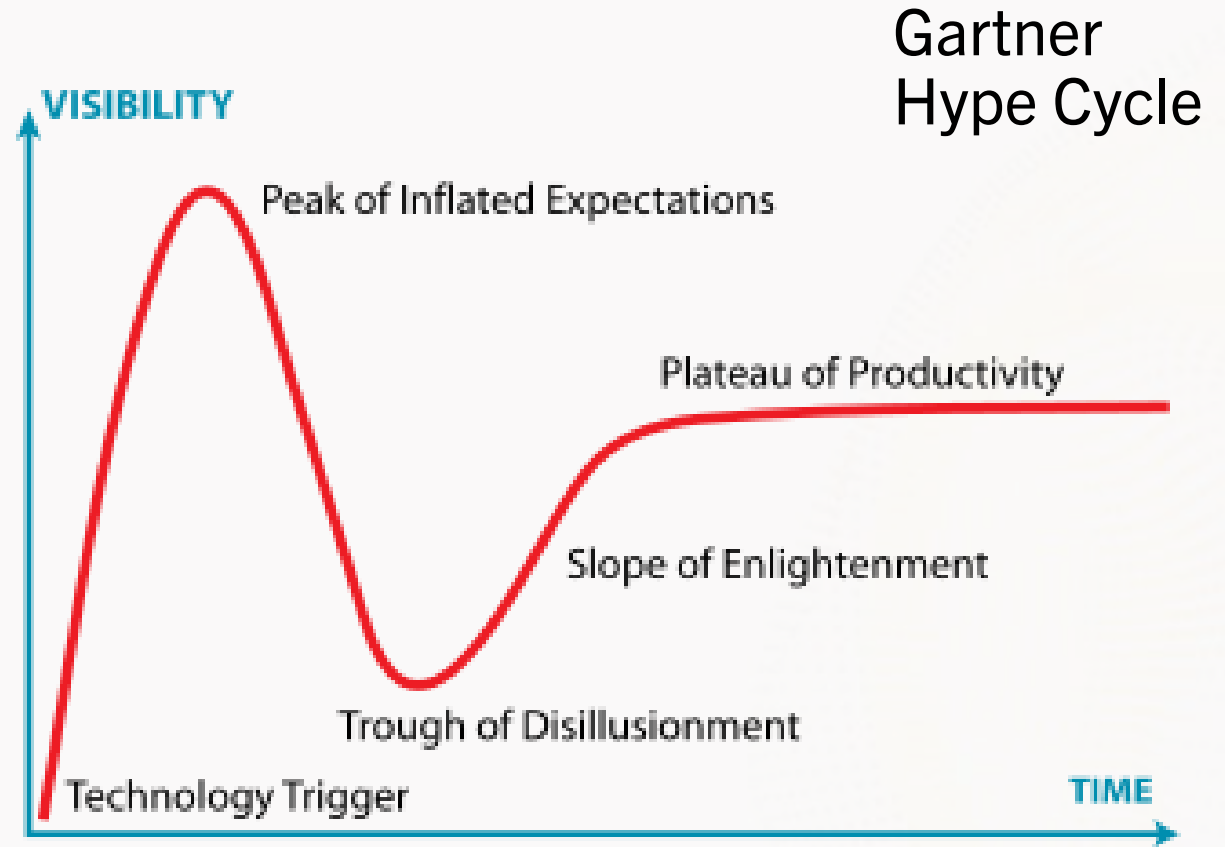 Gartner
Hype Cycle
VISIBILITY
Peak of Inflated Expectations
Plateau of Productivity
Slope of Enlightenment
Trough of Disillusionment
Technology Trigger
TIME